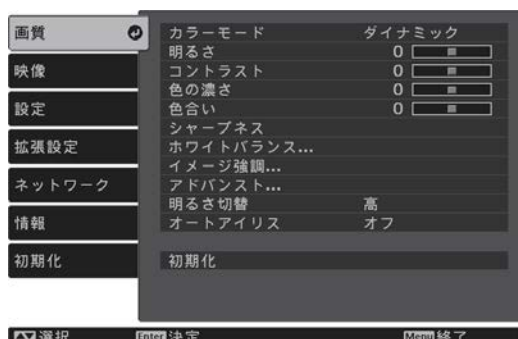 画質
映像
設定
拡張設定
ネットワーク
情報
初期化
カラーモード ダイナミック
明るさ 0
コントラスト 0
色の濃さ 0
色合い 0
シャープネス
ホワイトバランス...
イメージ強調...
アドバンスト...
明るさ切替 高
オートアイリス オフ
初期化
選択 Enter 決定 Menu 終了